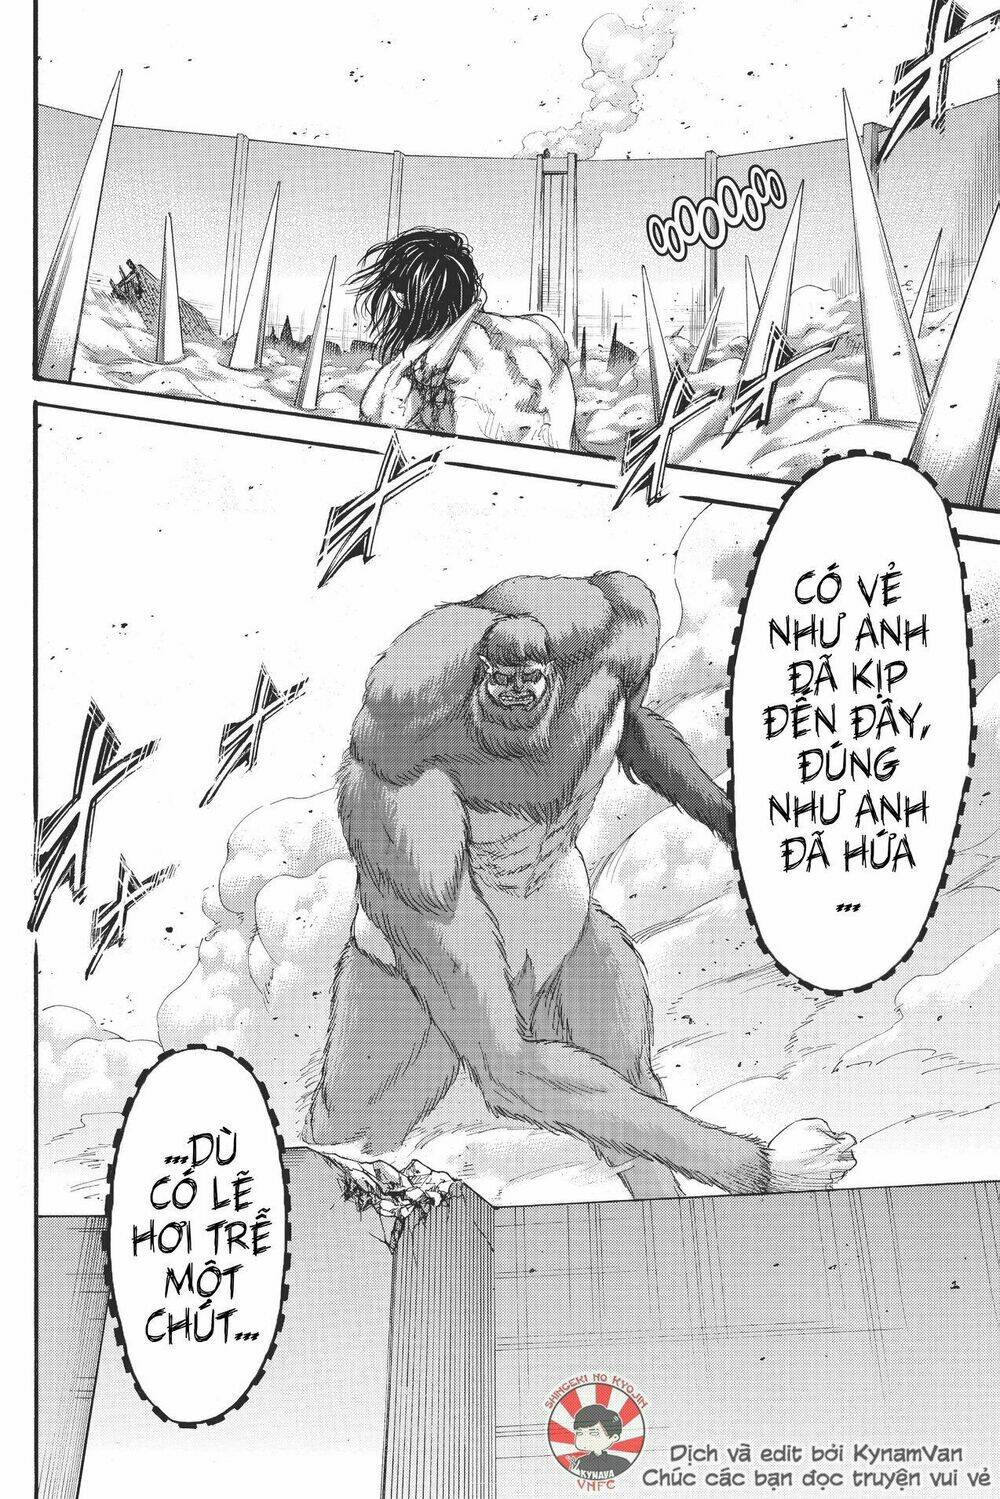 CÓ VẺ
NHƯ ANH
ĐÃ KỊP
ĐẾN ĐÂY,
ĐÚNG
NHƯ ANH
ĐÃ HỨA
...
...DÙ
CÓ LẼ
HƠI TRỄ
MỘT
CHÚT...
SHINGEKI NO KYOJIN
KYNAVA
VNFC
Dịch và edit bởi KynamVan
Chúc các bạn đọc truyện vui vẻ